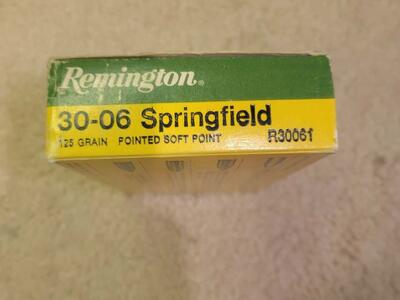 Remington®
30-06 Springfield
125 GRAIN POINTED SOFT POINT R30061